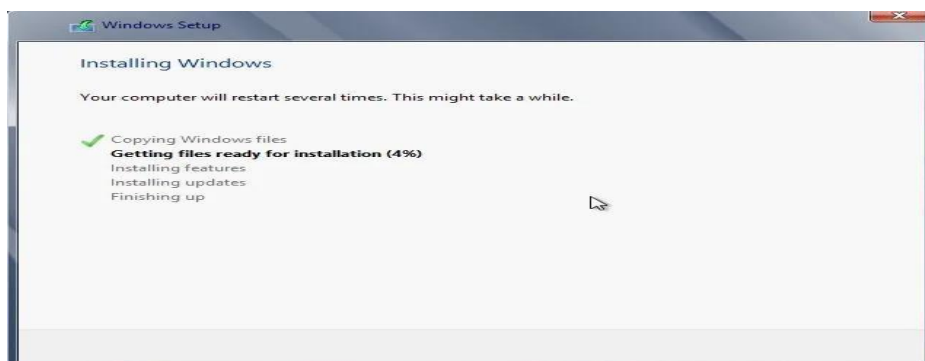 Windows Setup
Installing Windows
Your computer will restart several times. This might take a while.
Copying Windows files
Getting files ready for installation (4%)
Installing features
Installing updates
Finishing up